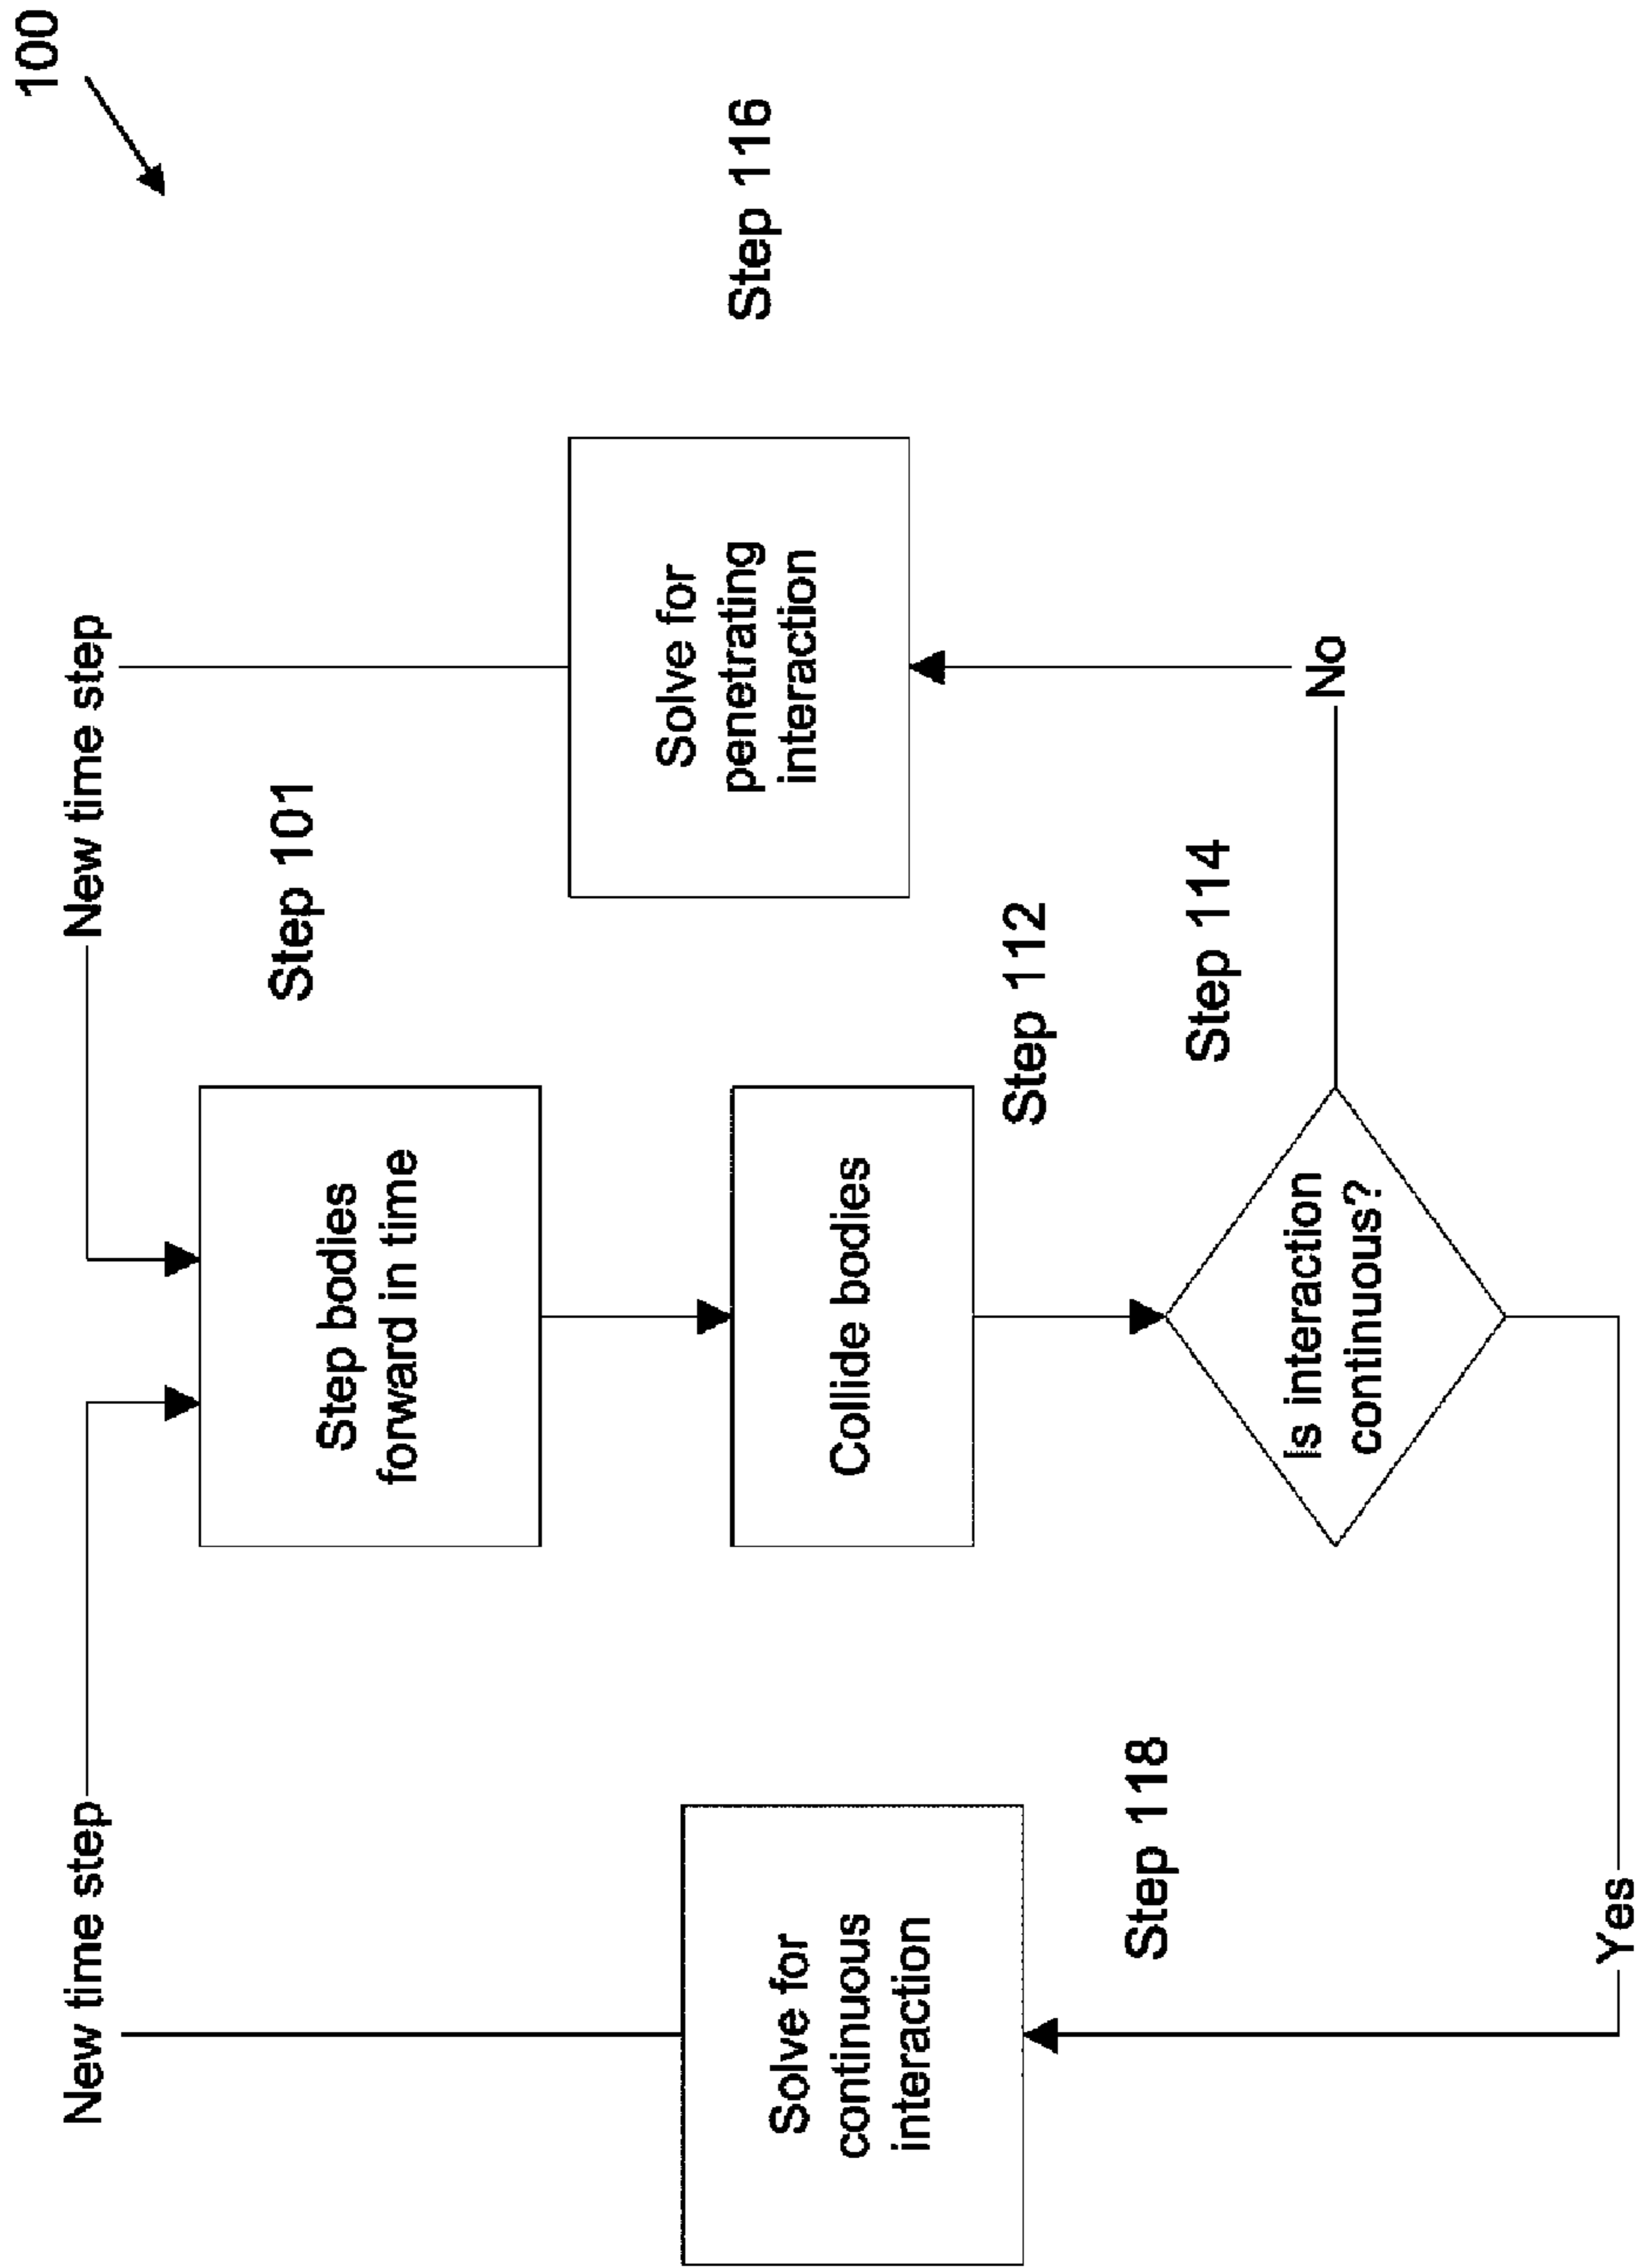 100
New time step
New time step
Step 101
Step bodies
forward in time
Solve for
penetrating
interaction
Step 116
Solve for
continuous
interaction
Collide bodies
Step 112
Step 118
Step 114
Is interaction
continuous?
No
Yes